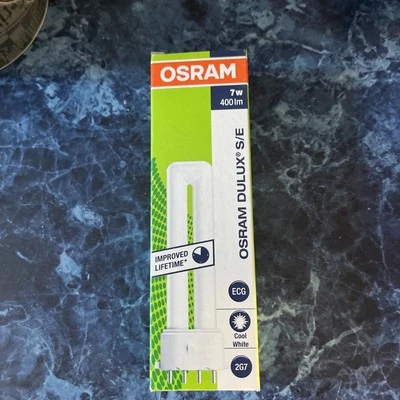 OSRAM
7w
400lm
OSRAM DULUX® S/E
IMPROVED
LIFETIME*
ECG
Cool
White
2G7